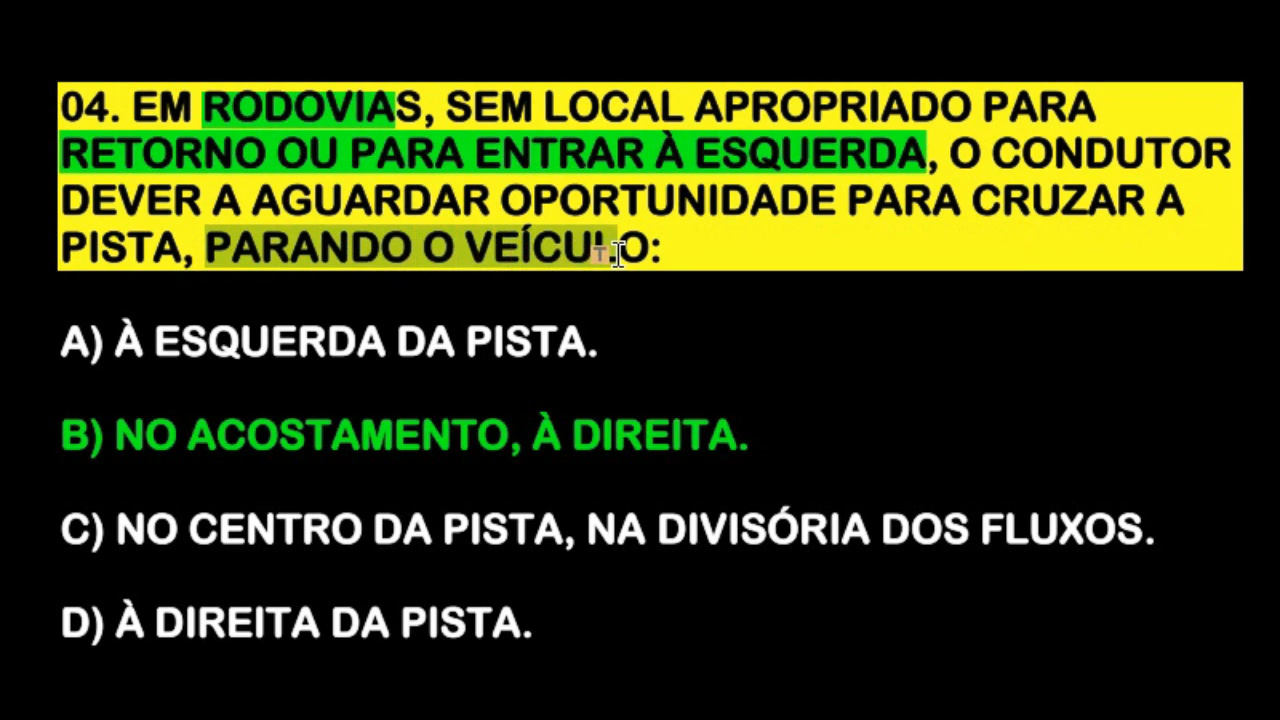 04. EM RODOVIAS, SEM LOCAL APROPRIADO PARA
RETORNO OU PARA ENTRAR À ESQUERDA, O CONDUTOR
DEVER A AGUARDAR OPORTUNIDADE PARA CRUZAR A
PISTA, PARANDO O VEÍCULO:
A) À ESQUERDA DA PISTA.
B) NO ACOSTAMENTO, À DIREITA.
C) NO CENTRO DA PISTA, NA DIVISÓRIA DOS FLUXOS.
D) À DIREITA DA PISTA.